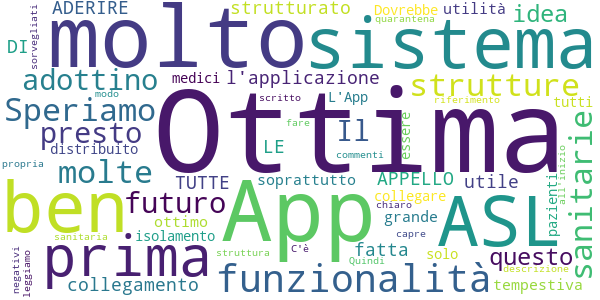 sorvegliati
ADERIRE
molto
strutturato
Dovrebbe
utilità
quarantena
idea
DI
sistema
adottino
medici
l'applicazione
strutture
modo
scritto
L'App
riferimento
tutti
Speriamo
Ottima
presto
fare
Il
essere
distribuito
LE
commenti
sanitarie
all'inizio
propria
molte
TUTTE
soprattutto
APPELLO
utile
pazienti
ben
App
ASL
futuro
collegare
chiaro
grande
capre
ottimo
isolamento
sanitaria
prima
C'è
fatta
solo
questo
struttura
Quindi
descrizione
negativi
leggiamo
collegamento
funzionalità
tempestiva